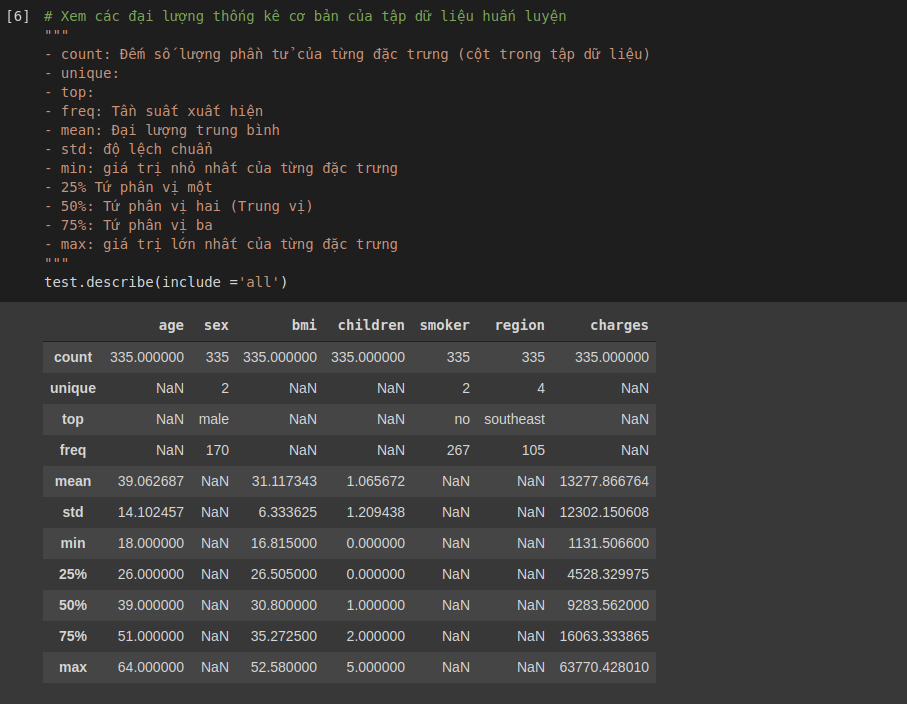 [6] # Xem các đại lượng thống kê cơ bản của tập dữ liệu huấn luyện
"""
- count: Đếm số lượng phần tử của từng đặc trưng (cột trong tập dữ liệu)
- unique:
- top:
- freq: Tần suất xuất hiện
- mean: Đại lượng trung bình
- std: độ lệch chuẩn
- min: giá trị nhỏ nhất của từng đặc trưng
- 25% Tứ phân vị một
- 50%: Tứ phân vị hai (Trung vị)
- 75%: Tứ phân vị ba
- max: giá trị lớn nhất của từng đặc trưng
"""
test.describe(include ='all')
age sex bmi children smoker region charges
count 335.000000 335 335.000000 335.000000 335 335 335.000000
unique NaN 2 NaN NaN 2 4 NaN
top NaN male NaN NaN no southeast NaN
freq NaN 170 NaN NaN 267 105 NaN
mean 39.062687 NaN 31.117343 1.065672 NaN NaN 13277.866764
std 14.102457 NaN 6.333625 1.209438 NaN NaN 12302.150608
min 18.000000 NaN 16.815000 0.000000 NaN NaN 1131.506600
25% 26.000000 NaN 26.505000 0.000000 NaN NaN 4528.329975
50% 39.000000 NaN 30.800000 1.000000 NaN NaN 9283.562000
75% 51.000000 NaN 35.272500 2.000000 NaN NaN 16063.333865
max 64.000000 NaN 52.580000 5.000000 NaN NaN 63770.428010